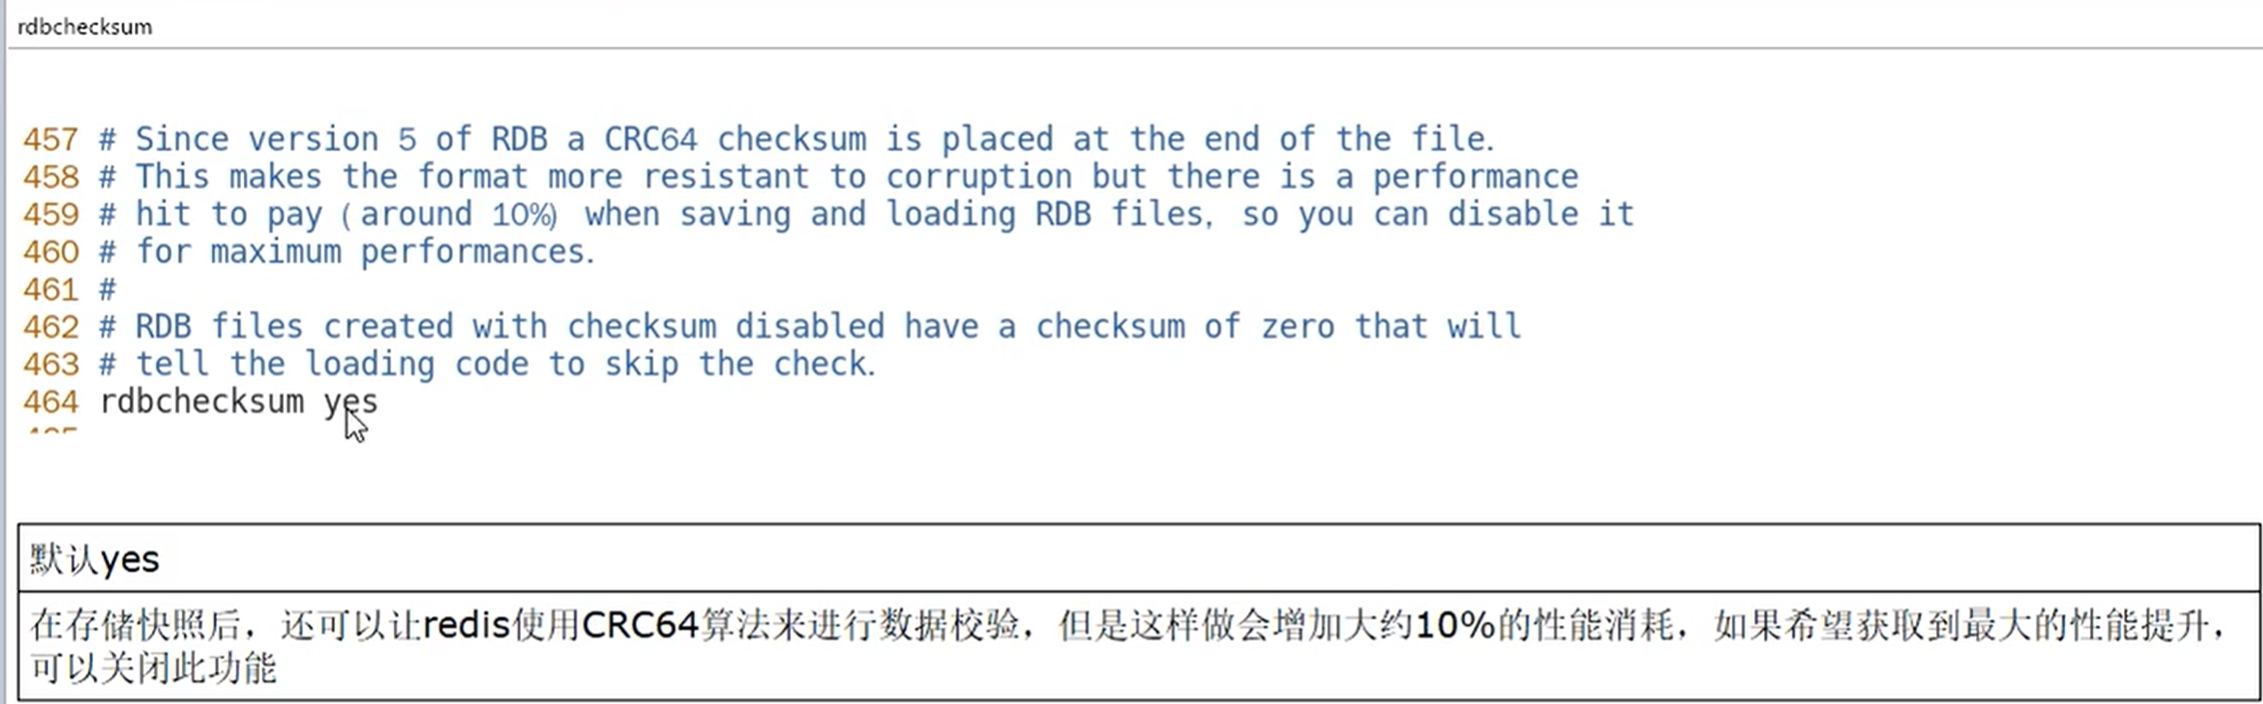 rdbchecksum
457 # Since version 5 of RDB a CRC64 checksum is placed at the end of the file.
458 # This makes the format more resistant to corruption but there is a performance
459 # hit to pay (around 10%) when saving and loading RDB files, so you can disable it
460 # for maximum performances.
461 #
462 # RDB files created with checksum disabled have a checksum of zero that will
463 # tell the loading code to skip the check.
464 rdbchecksum yes
默认yes
在存储快照后，还可以让redis使用CRC64算法来进行数据校验，但是这样做会增加大约10%的性能消耗，如果希望获取到最大的性能提升，
可以关闭此功能